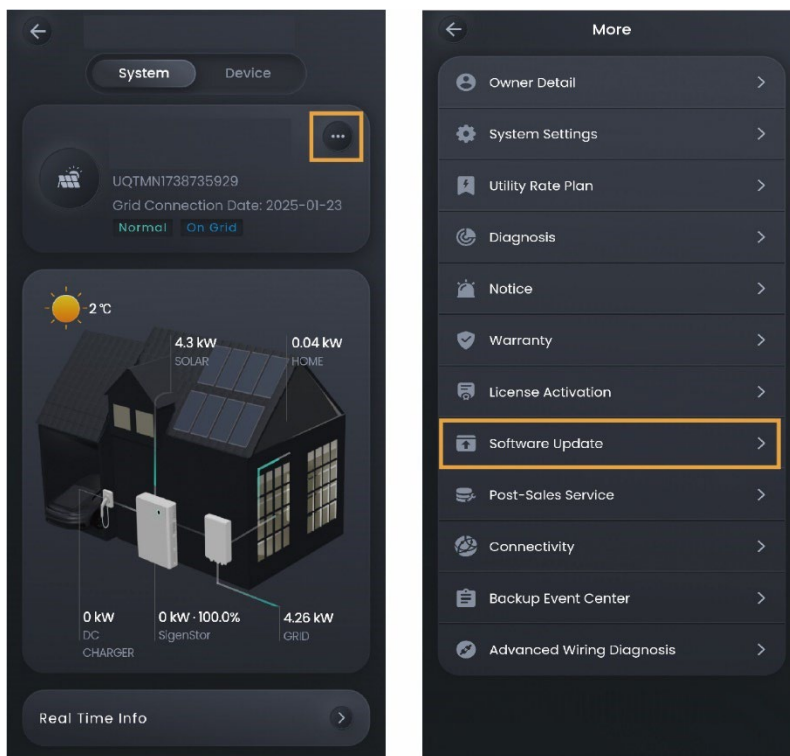 System
Device
UQTMN1738735929
Grid Connection Date: 2025-01-23
Normal
On Grid
-2 °C
4.3 kW
SOLAR
0.04 kW
HOME
0 kW
DC
CHARGER
0 kW · 100.0%
SigenStor
4.26 kW
GRID
Real Time Info
More
Owner Detail
System Settings
Utility Rate Plan
Diagnosis
Notice
Warranty
License Activation
Software Update
Post-Sales Service
Connectivity
Backup Event Center
Advanced Wiring Diagnosis